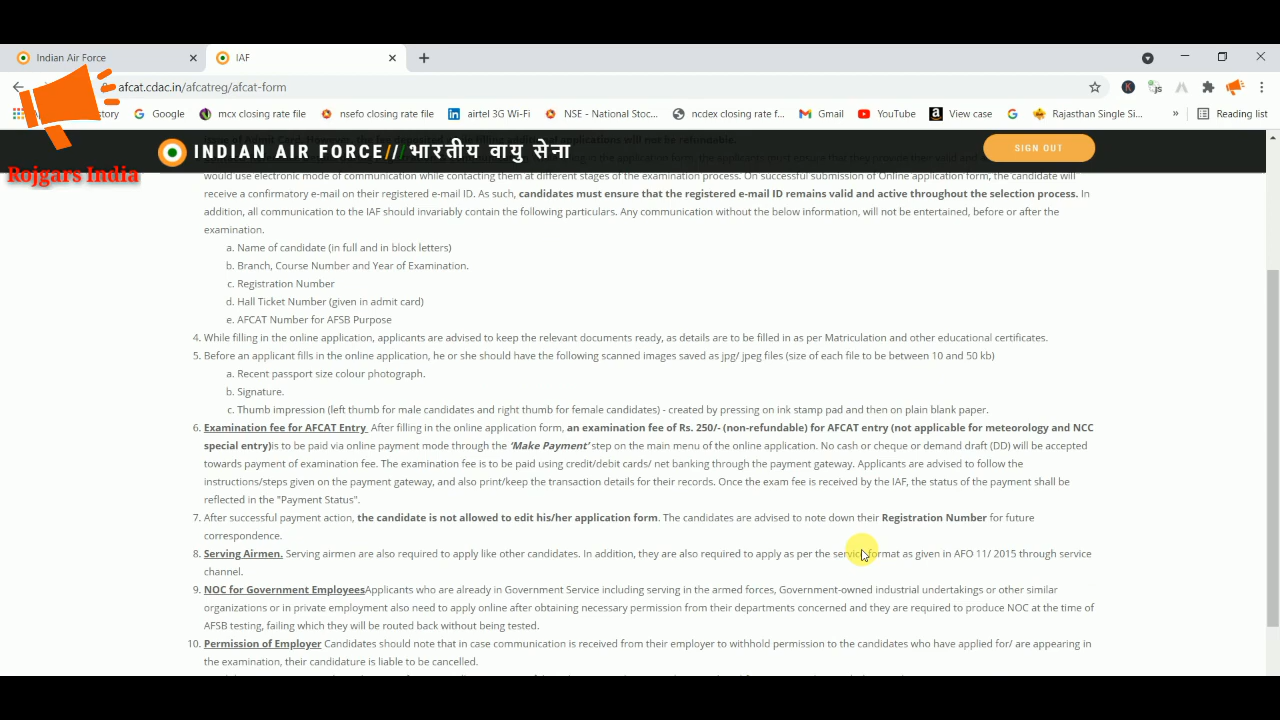 Indian Air Force
IAF
afcat.cdac.in/afcatreg/afcat-form
story
Google
mcx closing rate file
nsefo closing rate file
airtel 3G Wi-Fi
NSE - National Stoc...
ncdex closing rate f...
Gmail
YouTube
View case
Rajasthan Single Si...
»
Reading list
INDIAN AIR FORCE//भारतीय वायु सेना
SIGN OUT
Rojgars India
would use electronic mode of communication while contacting them at different stages of the examination process. On successful submission of Online application form, the candidate will
receive a confirmatory e-mail on their registered e-mail ID. As such, candidates must ensure that the registered e-mail ID remains valid and active throughout the selection process. In
addition, all communication to the IAF should invariably contain the following particulars. Any communication without the below information, will not be entertained, before or after the
examination.
a. Name of candidate (in full and in block letters)
b. Branch, Course Number and Year of Examination.
c. Registration Number
d. Hall Ticket Number (given in admit card)
e. AFCAT Number for AFSB Purpose
4. While filling in the online application, applicants are advised to keep the relevant documents ready, as details are to be filled in as per Matriculation and other educational certificates.
5. Before an applicant fills in the online application, he or she should have the following scanned images saved as jpg/ jpeg files (size of each file to be between 10 and 50 kb)
a. Recent passport size colour photograph.
b. Signature.
c. Thumb impression (left thumb for male candidates and right thumb for female candidates) - created by pressing on ink stamp pad and then on plain blank paper.
6. Examination fee for AFCAT Entry After filling in the online application form, an examination fee of Rs. 250/- (non-refundable) for AFCAT entry (not applicable for meteorology and NCC
special entry)is to be paid via online payment mode through the 'Make Payment' step on the main menu of the online application. No cash or cheque or demand draft (DD) will be accepted
towards payment of examination fee. The examination fee is to be paid using credit/debit cards/ net banking through the payment gateway. Applicants are advised to follow the
instructions/steps given on the payment gateway, and also print/keep the transaction details for their records. Once the exam fee is received by the IAF, the status of the payment shall be
reflected in the "Payment Status".
7. After successful payment action, the candidate is not allowed to edit his/her application form. The candidates are advised to note down their Registration Number for future
correspondence.
8. Serving Airmen. Serving airmen are also required to apply like other candidates. In addition, they are also required to apply as per the service format as given in AFO 11/ 2015 through service
channel.
9. NOC for Government EmployeesApplicants who are already in Government Service including serving in the armed forces, Government-owned industrial undertakings or other similar
organizations or in private employment also need to apply online after obtaining necessary permission from their departments concerned and they are required to produce NOC at the time of
AFSB testing, failing which they will be routed back without being tested.
10. Permission of Employer Candidates should note that in case communication is received from their employer to withhold permission to the candidates who have applied for/ are appearing in
the examination, their candidature is liable to be cancelled.